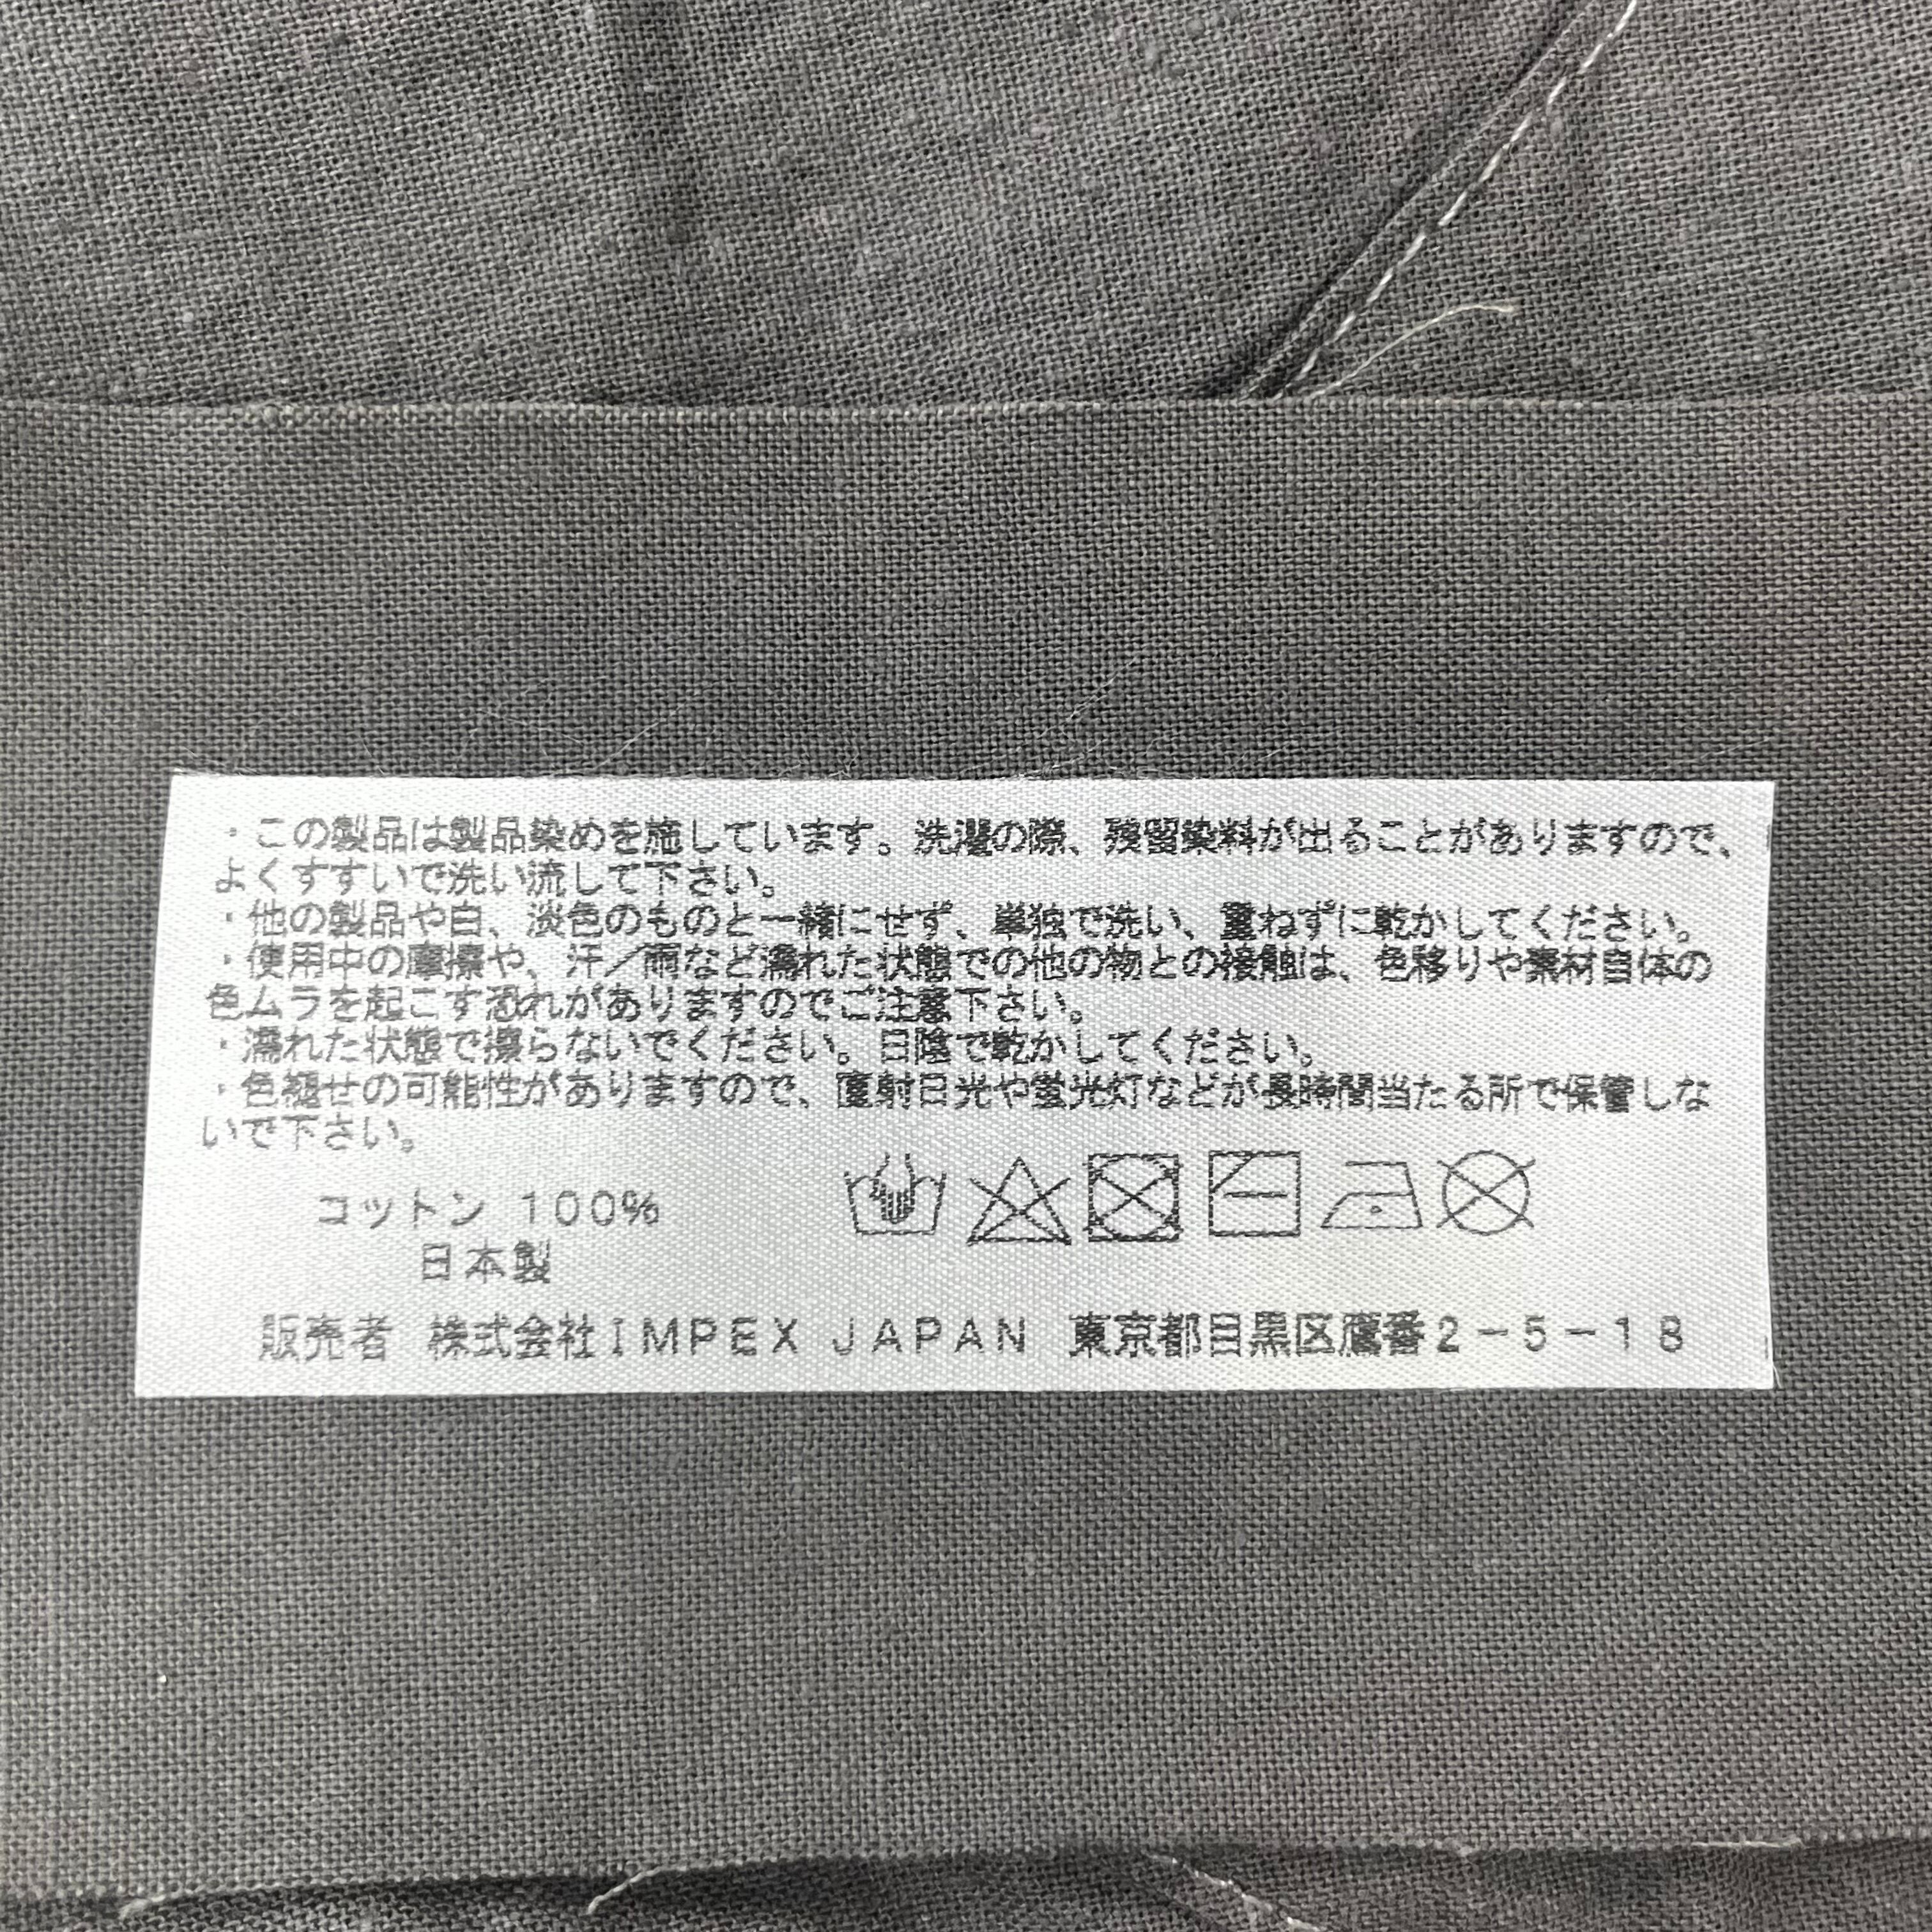 ・この製品は製品染めを施しています。洗濯の際、残留染料が出ることがありますので、
よくすすいで洗い流して下さい。
・他の製品や白、淡色のものと一緒にせず、単独で洗い、重ねずに乾かしてください。
・使用中の摩擦や、汗／雨など濡れた状態での他の物との接触は、色移りや素材自体の
色ムラを起こす恐れがありますのでご注意下さい。
・濡れた状態で擦らないでください。日陰で乾かしてください。
・色褪せの可能性がありますので、直射日光や蛍光灯などが長時間当たる所で保管しな
いで下さい。
コットン 100%
日本製
販売者 株式会社IMPEX JAPAN 東京都目黒区鷹番2-5-18